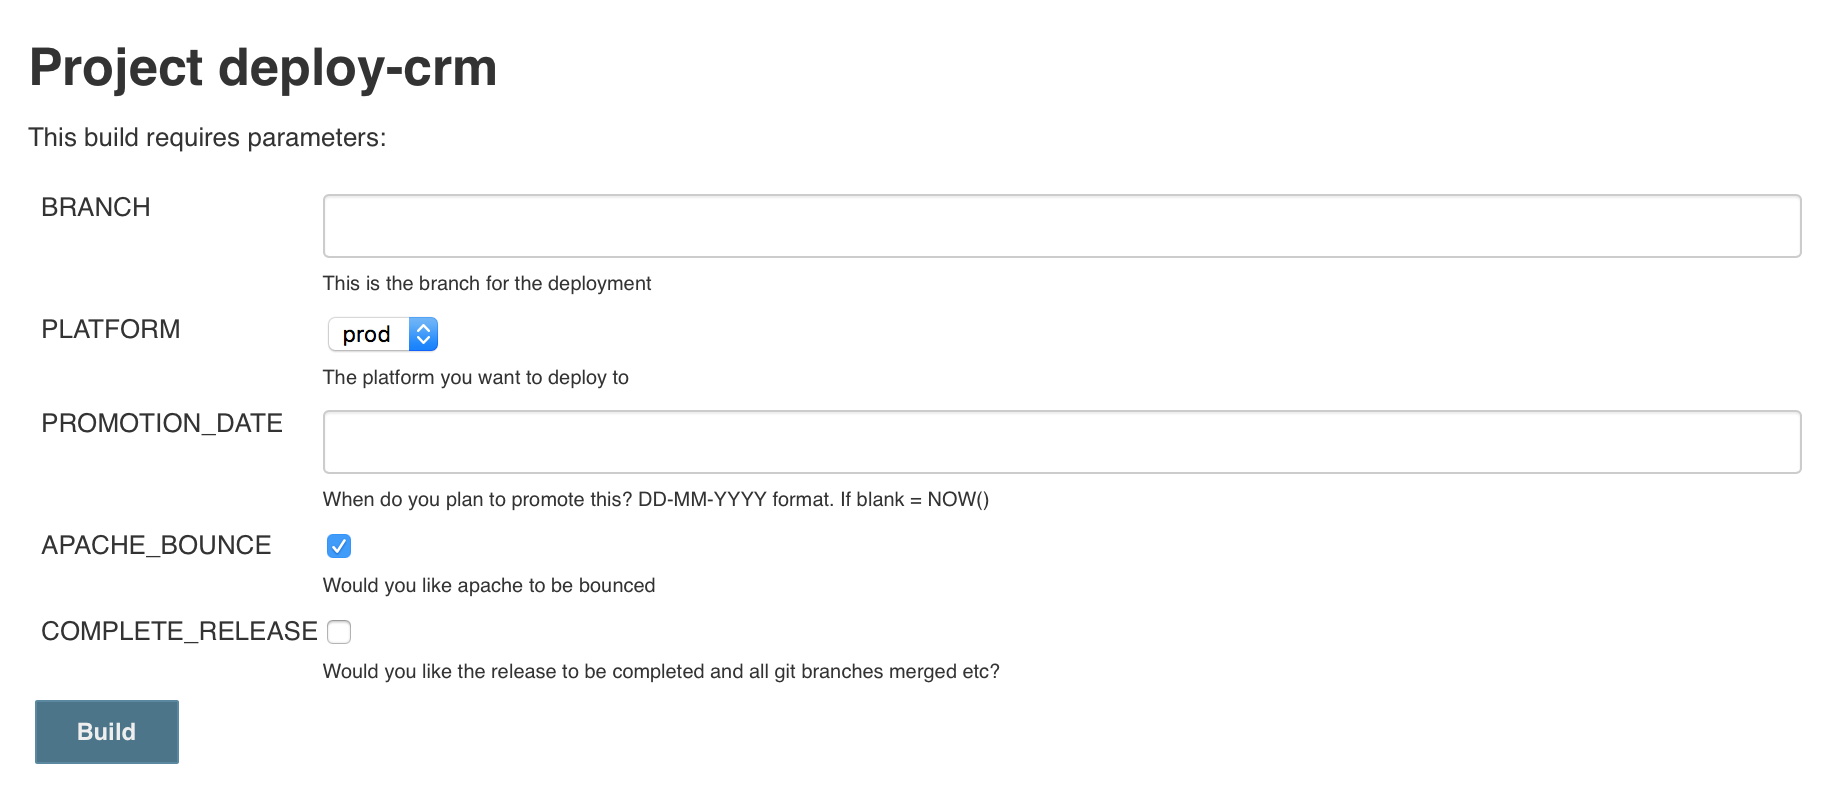 Project deploy-crm
This build requires parameters:
BRANCH
This is the branch for the deployment
PLATFORM
prod
The platform you want to deploy to
PROMOTION_DATE
When do you plan to promote this? DD-MM-YYYY format. If blank = NOW()
APACHE_BOUNCE
Would you like apache to be bounced
COMPLETE_RELEASE
Would you like the release to be completed and all git branches merged etc?
Build